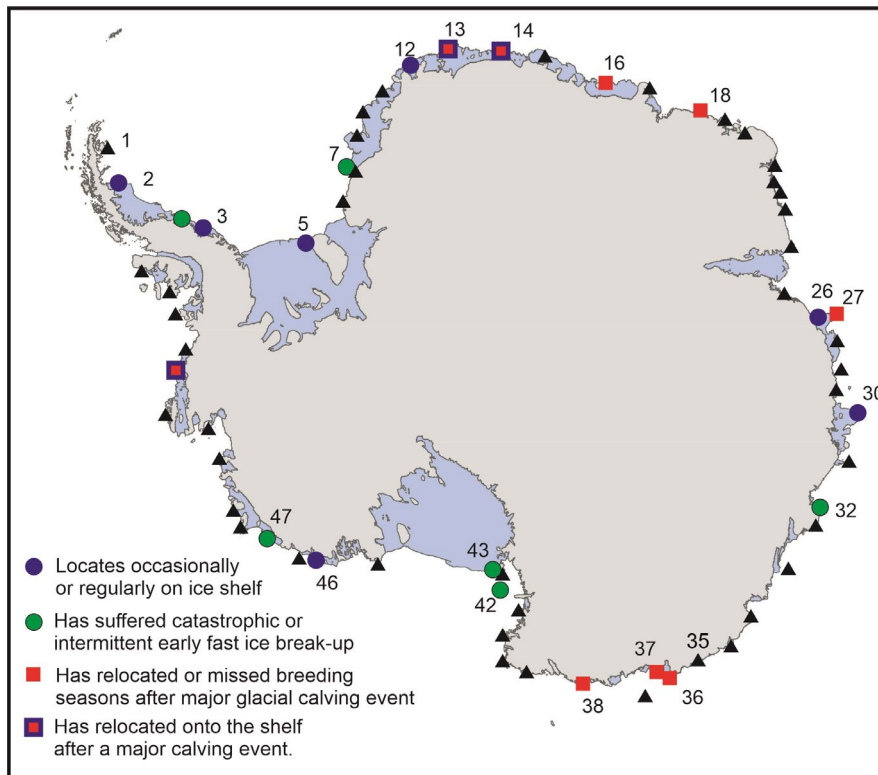 13
14
12
16
18
1
7
2
3
5
26
27
30
47
43
32
42
46
37
35
36
38
Locates occasionally
or regularly on ice shelf
Has suffered catastrophic or
intermittent early fast ice break-up
Has relocated or missed breeding
seasons after major glacial calving event
Has relocated onto the shelf
after a major calving event.